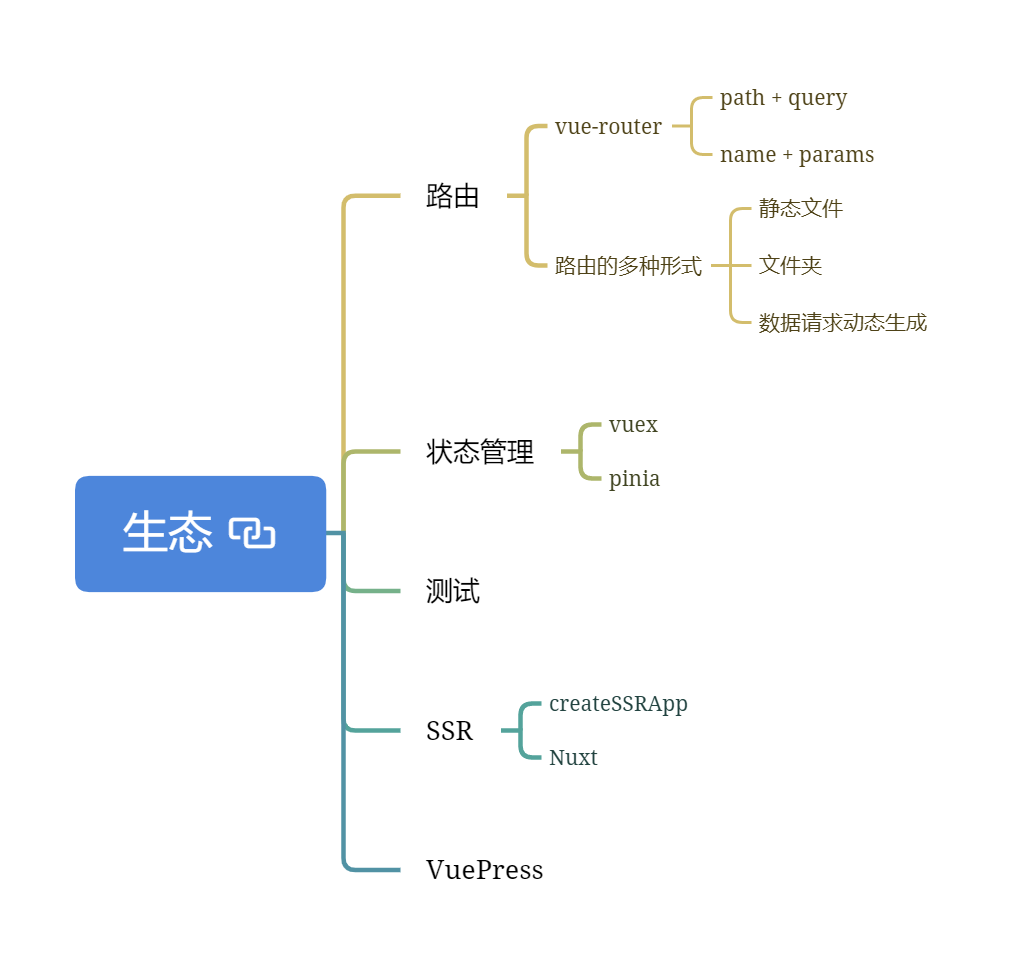 生态
路由
vue-router
path + query
name + params
路由的多种形式
静态文件
文件夹
数据请求动态生成
状态管理
vuex
pinia
测试
SSR
createSSRApp
Nuxt
VuePress